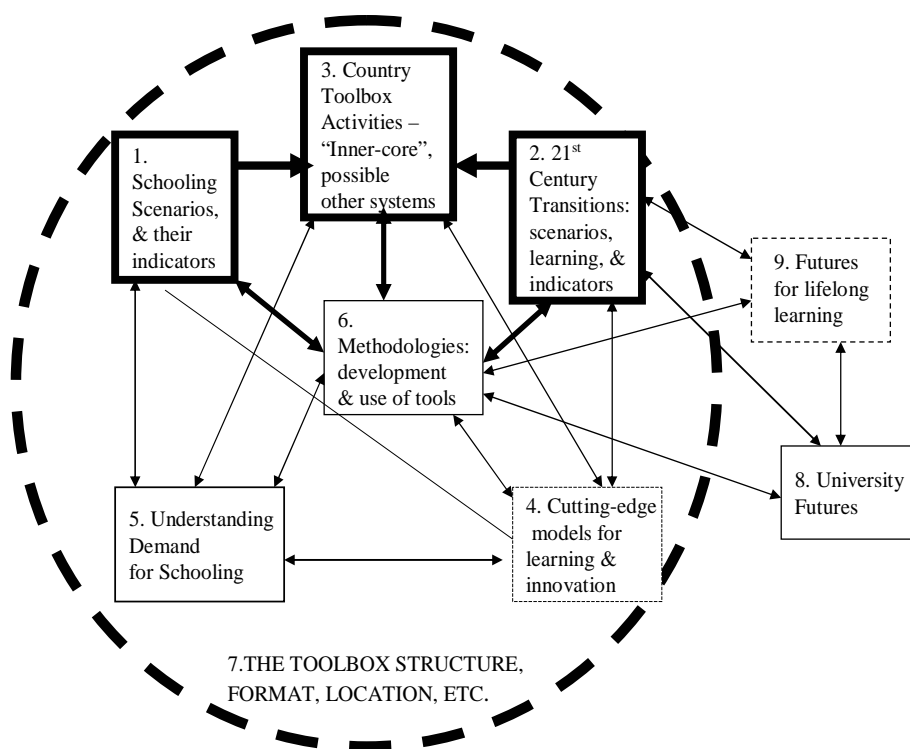 3. Country
Toolbox
Activities –
“Inner-core”,
possible
other systems
1.
Schooling
Scenarios,
& their
indicators
2. 21st
Century
Transitions:
scenarios,
learning, &
indicators
9. Futures
for lifelong
learning
6.
Methodologies:
development
& use of tools
8. University
Futures
5. Understanding
Demand
for Schooling
4. Cutting-edge
models for
learning &
innovation
7.THE TOOLBOX STRUCTURE,
FORMAT, LOCATION, ETC.